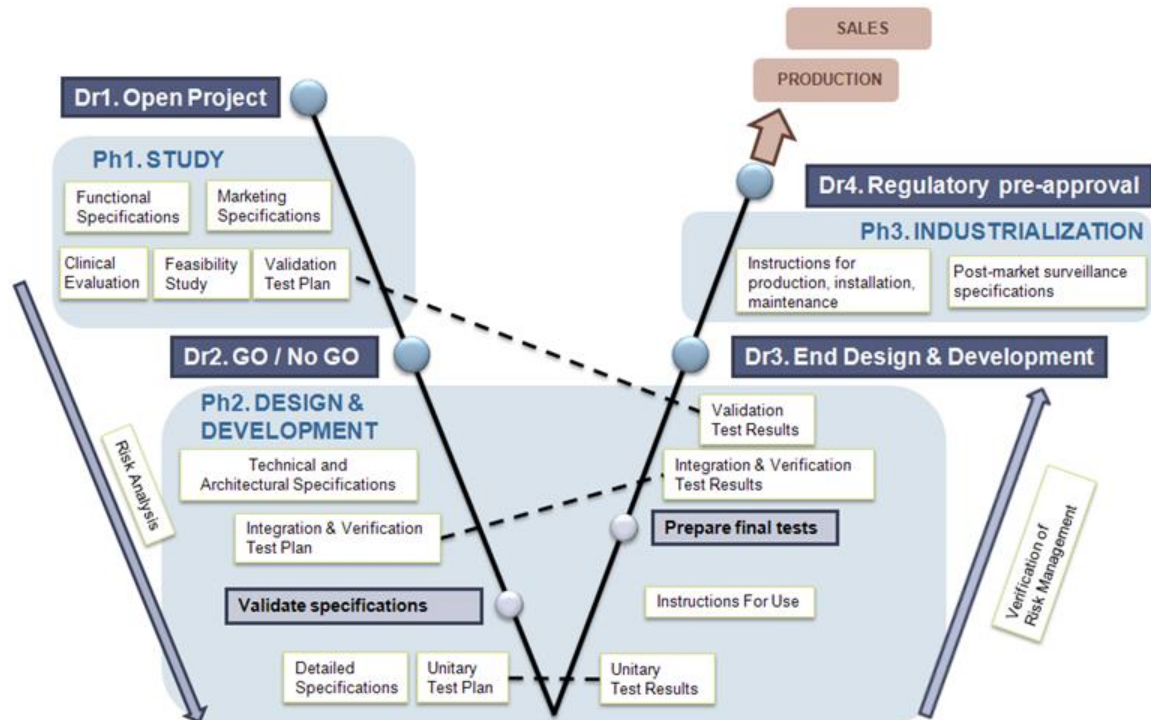 SALES
PRODUCTION
Dr1. Open Project
Ph1. STUDY
Functional
Specifications
Marketing
Specifications
Clinical
Evaluation
Feasibility
Study
Validation
Test Plan
Dr4. Regulatory pre-approval
Ph3. INDUSTRIALIZATION
Instructions for
production, installation,
maintenance
Post-market surveillance
specifications
Dr2. GO / No GO
Dr3. End Design & Development
Ph2. DESIGN &
DEVELOPMENT
Technical and
Architectural Specifications
Integration & Verification
Test Plan
Validate specifications
Detailed
Specifications
Unitary
Test Plan
Validation
Test Results
Integration & Verification
Test Results
Prepare final tests
Instructions For Use
Unitary
Test Results
Risk Analysis
Verification of
Risk Management